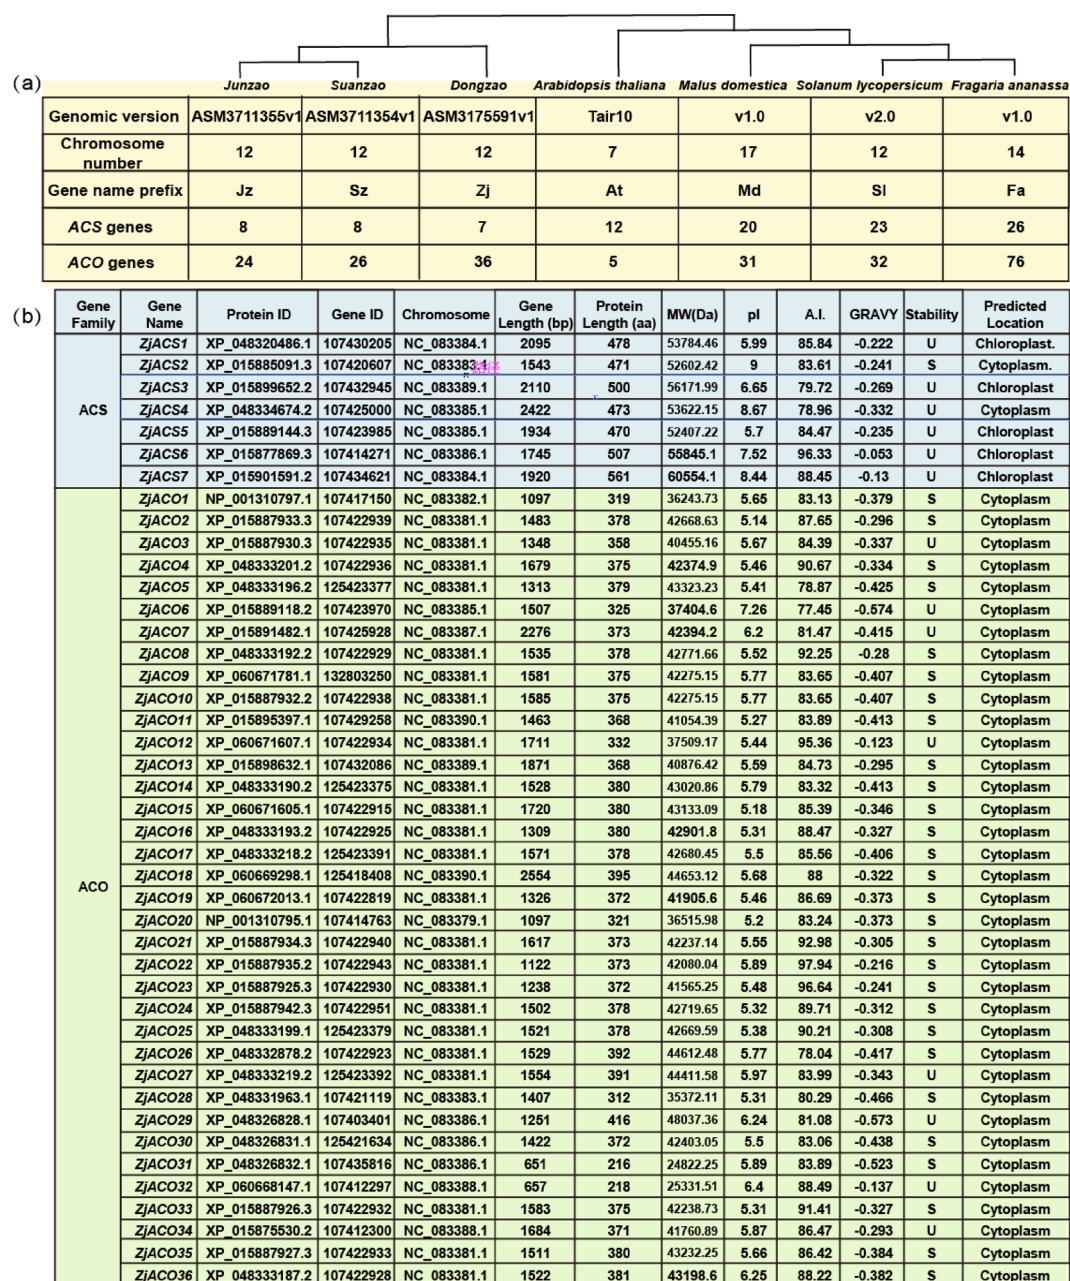 Junzao Suanzao Dongzao Arabidopsis thaliana Malus domestica Solanum lycopersicum Fragaria ananassa
(a)
Genomic version ASM3711355v1 ASM3711354v1 ASM3175591v1 Tair10 v1.0 v2.0 v1.0
Chromosome number 12 12 12 7 17 12 14
Gene name prefix Jz Sz Zj At Md Sl Fa
ACS genes 8 8 7 12 20 23 26
ACO genes 24 26 36 5 31 32 76
(b)
Gene Family Gene Name Protein ID Gene ID Chromosome Gene Length (bp) Protein Length (aa) MW(Da) pI A.I. GRAVY Stability Predicted Location
ACS
ZjACS1 XP_048320486.1 107430205 NC_083384.1 2095 478 53784.46 5.99 85.84 -0.222 U Chloroplast.
ZjACS2 XP_015885091.3 107420607 NC_083383.1 1543 471 52602.42 9 83.61 -0.241 S Cytoplasm.
ZjACS3 XP_015899652.2 107432945 NC_083389.1 2110 500 56171.99 6.65 79.72 -0.269 U Chloroplast
ZjACS4 XP_048334674.2 107425000 NC_083385.1 2422 473 53622.15 8.67 78.96 -0.332 U Cytoplasm
ZjACS5 XP_015889144.3 107423985 NC_083385.1 1934 470 52407.22 5.7 84.47 -0.235 U Chloroplast
ZjACS6 XP_015877869.3 107414271 NC_083386.1 1745 507 55845.1 7.52 96.33 -0.053 U Chloroplast
ZjACS7 XP_015901591.2 107434621 NC_083384.1 1920 561 60554.1 8.44 88.45 -0.13 U Chloroplast
ACO
ZjACO1 NP_001310797.1 107417150 NC_083382.1 1097 319 36243.73 5.65 83.13 -0.379 S Cytoplasm
ZjACO2 XP_015887933.3 107422939 NC_083381.1 1483 378 42668.63 5.14 87.65 -0.296 S Cytoplasm
ZjACO3 XP_015887930.3 107422935 NC_083381.1 1348 358 40455.16 5.67 84.39 -0.337 U Cytoplasm
ZjACO4 XP_048333201.2 107422936 NC_083381.1 1679 375 42374.9 5.46 90.67 -0.334 S Cytoplasm
ZjACO5 XP_048333196.2 125423377 NC_083381.1 1313 379 43323.23 5.41 78.87 -0.425 S Cytoplasm
ZjACO6 XP_015889118.2 107423970 NC_083385.1 1507 325 37404.6 7.26 77.45 -0.574 U Cytoplasm
ZjACO7 XP_015891482.1 107425928 NC_083387.1 2276 373 42394.2 6.2 81.47 -0.415 U Cytoplasm
ZjACO8 XP_048333192.2 107422929 NC_083381.1 1535 378 42771.66 5.52 92.25 -0.28 S Cytoplasm
ZjACO9 XP_060671781.1 132803250 NC_083381.1 1581 375 42275.15 5.77 83.65 -0.407 S Cytoplasm
ZjACO10 XP_015887932.2 107422938 NC_083381.1 1585 375 42275.15 5.77 83.65 -0.407 S Cytoplasm
ZjACO11 XP_015895397.1 107429258 NC_083390.1 1463 368 41054.39 5.27 83.89 -0.413 S Cytoplasm
ZjACO12 XP_060671607.1 107422934 NC_083381.1 1711 332 37509.17 5.44 95.36 -0.123 U Cytoplasm
ZjACO13 XP_015898632.1 107432086 NC_083389.1 1871 368 40876.42 5.59 84.73 -0.295 S Cytoplasm
ZjACO14 XP_048333190.2 125423375 NC_083381.1 1528 380 43020.86 5.79 83.32 -0.413 S Cytoplasm
ZjACO15 XP_060671605.1 107422915 NC_083381.1 1720 380 43133.09 5.18 85.39 -0.346 S Cytoplasm
ZjACO16 XP_048333193.2 107422925 NC_083381.1 1309 380 42901.8 5.31 88.47 -0.327 S Cytoplasm
ZjACO17 XP_048333218.2 125423391 NC_083381.1 1571 378 42680.45 5.5 85.56 -0.406 S Cytoplasm
ZjACO18 XP_060669298.1 125418408 NC_083390.1 2554 395 44653.12 5.68 88 -0.322 S Cytoplasm
ZjACO19 XP_060672013.1 107422819 NC_083381.1 1326 372 41905.6 5.46 86.69 -0.373 S Cytoplasm
ZjACO20 NP_001310795.1 107414763 NC_083379.1 1097 321 36515.98 5.2 83.24 -0.373 S Cytoplasm
ZjACO21 XP_015887934.3 107422940 NC_083381.1 1617 373 42237.14 5.55 92.98 -0.305 S Cytoplasm
ZjACO22 XP_015887935.2 107422943 NC_083381.1 1122 373 42080.04 5.89 97.94 -0.216 S Cytoplasm
ZjACO23 XP_015887925.3 107422930 NC_083381.1 1238 372 41565.25 5.48 96.64 -0.241 S Cytoplasm
ZjACO24 XP_015887942.3 107422951 NC_083381.1 1502 378 42719.65 5.32 89.71 -0.312 S Cytoplasm
ZjACO25 XP_048333199.1 125423379 NC_083381.1 1521 378 42669.59 5.38 90.21 -0.308 S Cytoplasm
ZjACO26 XP_048332878.2 107422923 NC_083381.1 1529 392 44612.48 5.77 78.04 -0.417 S Cytoplasm
ZjACO27 XP_048333219.2 125423392 NC_083381.1 1554 391 44411.58 5.97 83.99 -0.343 U Cytoplasm
ZjACO28 XP_048331963.1 107421119 NC_083383.1 1407 312 35372.11 5.31 80.29 -0.466 S Cytoplasm
ZjACO29 XP_048326828.1 107403401 NC_083386.1 1251 416 48037.36 6.24 81.08 -0.573 U Cytoplasm
ZjACO30 XP_048326831.1 125421634 NC_083386.1 1422 372 42403.05 5.5 83.06 -0.438 S Cytoplasm
ZjACO31 XP_048326832.1 107435816 NC_083386.1 651 216 24822.25 5.89 83.89 -0.523 S Cytoplasm
ZjACO32 XP_060668147.1 107412297 NC_083388.1 657 218 25331.51 6.4 88.49 -0.137 U Cytoplasm
ZjACO33 XP_015887926.3 107422932 NC_083381.1 1583 375 42238.73 5.31 91.41 -0.327 S Cytoplasm
ZjACO34 XP_015875530.2 107412300 NC_083388.1 1684 371 41760.89 5.87 86.47 -0.293 U Cytoplasm
ZjACO35 XP_015887927.3 107422933 NC_083381.1 1511 380 43232.25 5.66 86.42 -0.384 S Cytoplasm
ZjACO36 XP_048333187.2 107422928 NC_083381.1 1522 381 43198.6 6.25 88.22 -0.382 S Cytoplasm